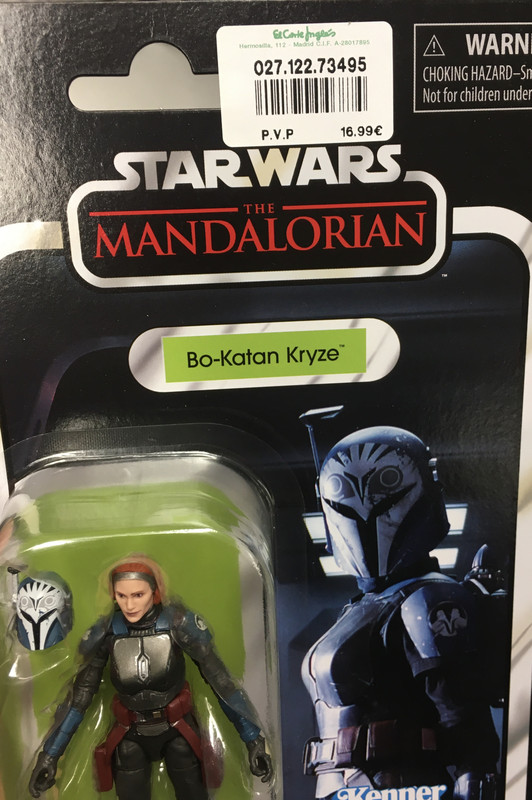 El Corte Inglés
Hermosilla, 112 - Madrid C.I.F. A-28017895
027.122.73495
P.V.P 16.99€
WARN
CHOKING HAZARD–Sm
Not for children under
STAR WARS
THE
MANDALORIAN
™
Bo-Katan Kryze™
Kenner